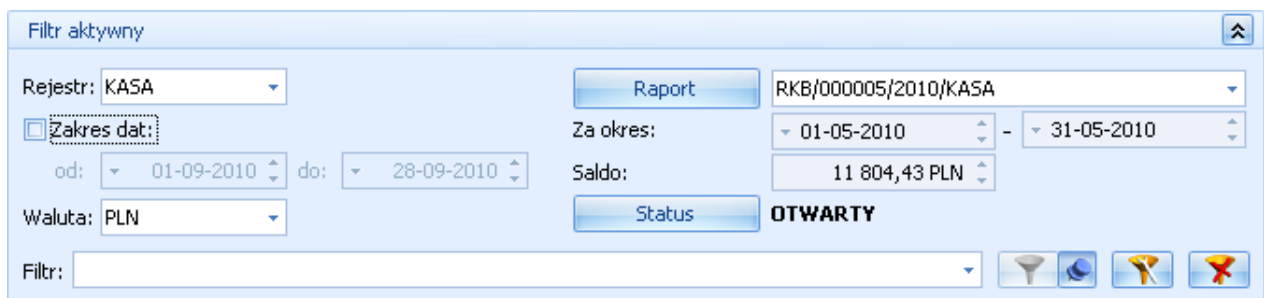 Filtr aktywny
Rejestr: KASA Raport RKB/000005/2010/KASA
Zakres dat: Za okres: 01-05-2010 - 31-05-2010
od: 01-09-2010 do: 28-09-2010 Saldo: 11 804,43 PLN
Waluta: PLN Status OTWARTY
Filtr: